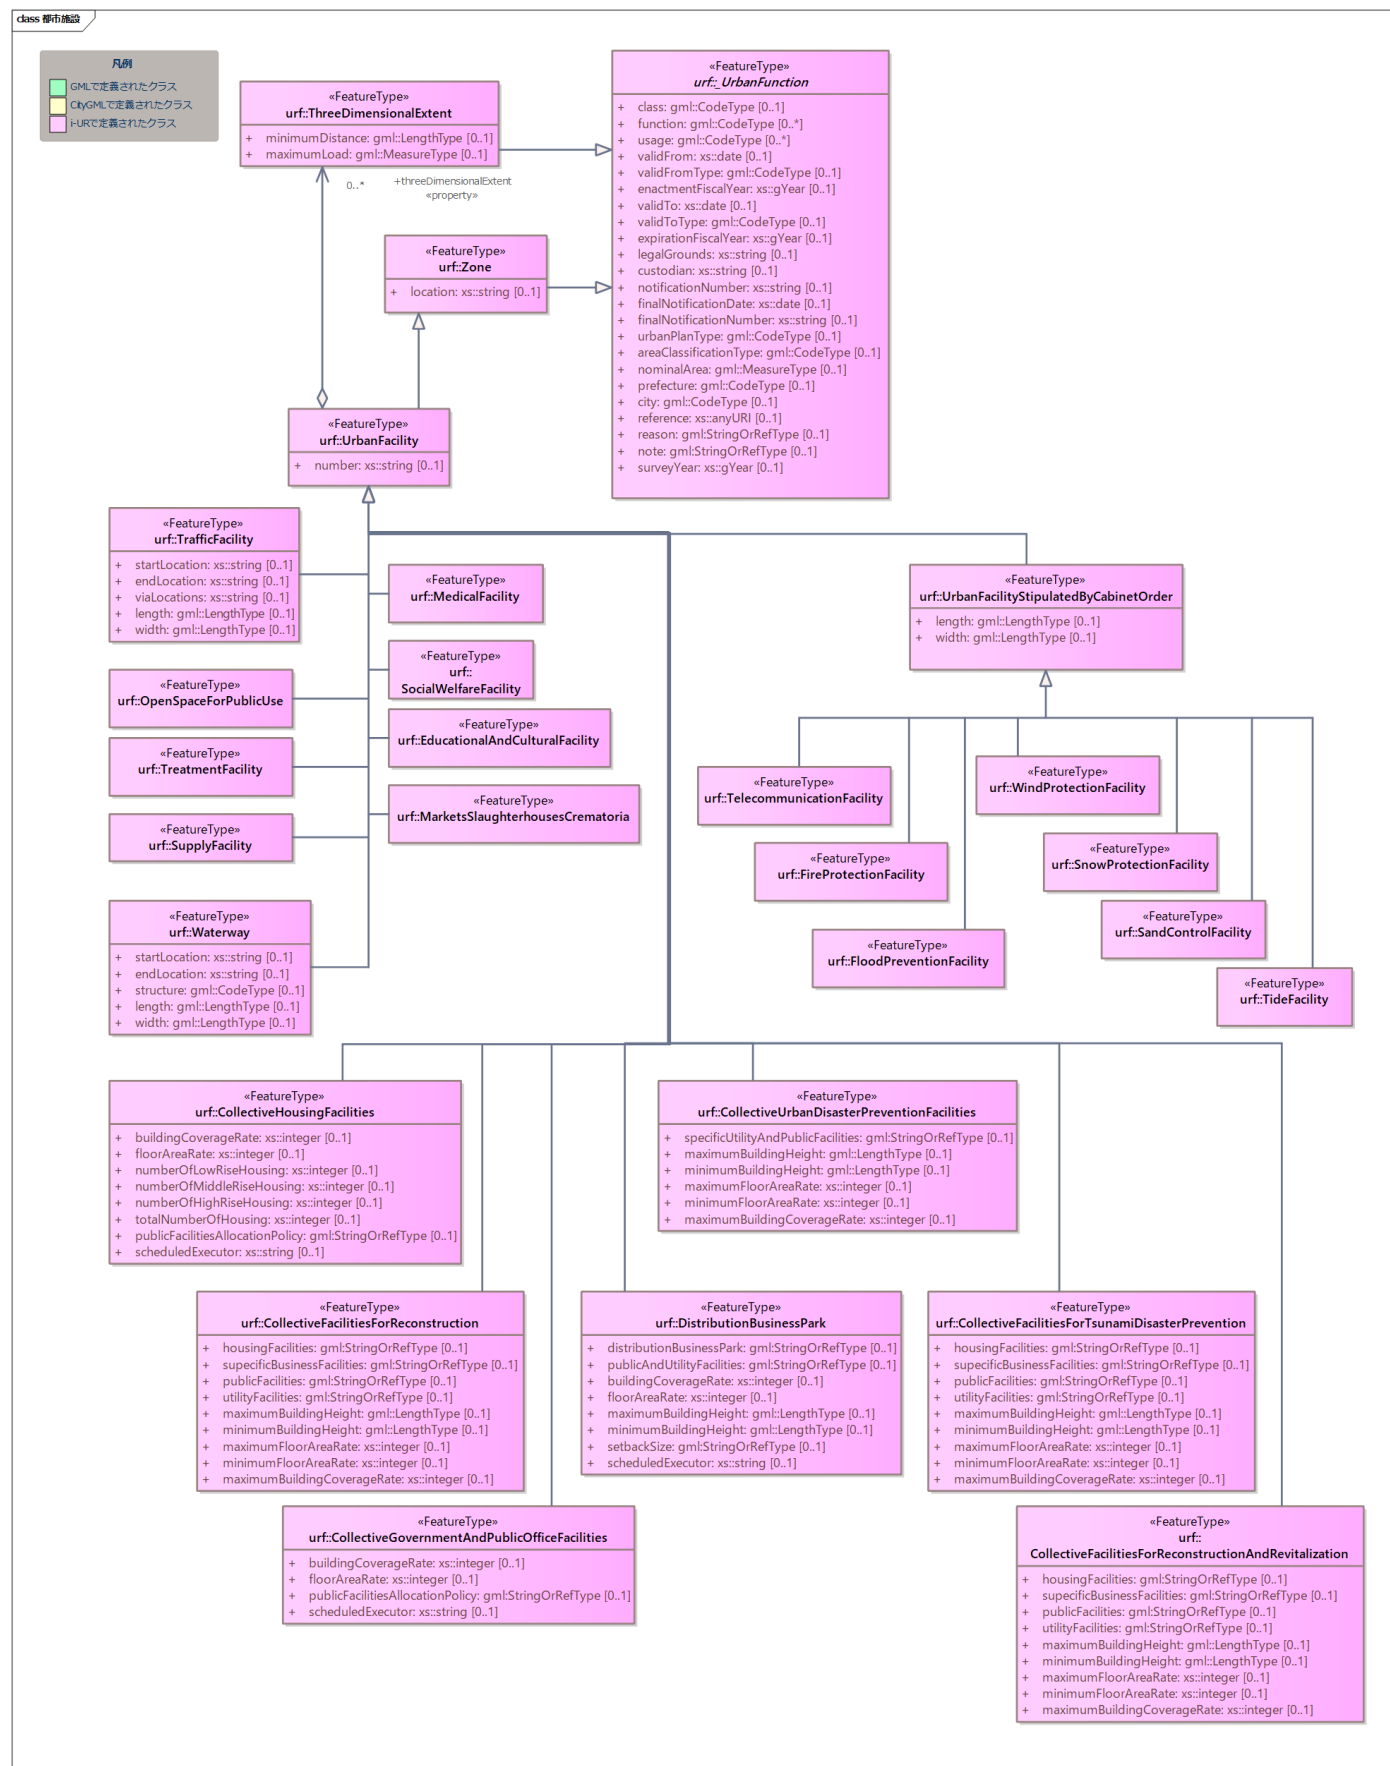 class 都市施設
凡例
GMLで定義されたクラス
CityGMLで定義されたクラス
i-URで定義されたクラス
«FeatureType»
urf::ThreeDimensionalExtent
+ minimumDistance: gml::LengthType [0..1]
+ maximumLoad: gml::MeasureType [0..1]
0..*
+threeDimensionalExtent
«property»
«FeatureType»
urf::_UrbanFunction
+ class: gml::CodeType [0..1]
+ function: gml::CodeType [0..*]
+ usage: gml::CodeType [0..*]
+ validFrom: xs::date [0..1]
+ validFromType: gml::CodeType [0..1]
+ enactmentFiscalYear: xs::gYear [0..1]
+ validTo: xs::date [0..1]
+ validToType: gml::CodeType [0..1]
+ expirationFiscalYear: xs::gYear [0..1]
+ legalGrounds: xs::string [0..1]
+ custodian: xs::string [0..1]
+ notificationNumber: xs::string [0..1]
+ finalNotificationDate: xs::date [0..1]
+ finalNotificationNumber: xs::string [0..1]
+ urbanPlanType: gml::CodeType [0..1]
+ areaClassificationType: gml::CodeType [0..1]
+ nominalArea: gml::MeasureType [0..1]
+ prefecture: gml::CodeType [0..1]
+ city: gml::CodeType [0..1]
+ reference: xs::anyURI [0..1]
+ reason: gml:StringOrRefType [0..1]
+ note: gml:StringOrRefType [0..1]
+ surveyYear: xs::gYear [0..1]
«FeatureType»
urf::Zone
+ location: xs::string [0..1]
«FeatureType»
urf::UrbanFacility
+ number: xs::string [0..1]
«FeatureType»
urf::TrafficFacility
+ startLocation: xs::string [0..1]
+ endLocation: xs::string [0..1]
+ viaLocations: xs::string [0..1]
+ length: gml::LengthType [0..1]
+ width: gml::LengthType [0..1]
«FeatureType»
urf::MedicalFacility
«FeatureType»
urf::UrbanFacilityStipulatedByCabinetOrder
+ length: gml::LengthType [0..1]
+ width: gml::LengthType [0..1]
«FeatureType»
urf::
SocialWelfareFacility
«FeatureType»
urf::OpenSpaceForPublicUse
«FeatureType»
urf::EducationalAndCulturalFacility
«FeatureType»
urf::TreatmentFacility
«FeatureType»
urf::MarketsSlaughterhousesCrematoria
«FeatureType»
urf::SupplyFacility
«FeatureType»
urf::TelecommunicationFacility
«FeatureType»
urf::WindProtectionFacility
«FeatureType»
urf::FireProtectionFacility
«FeatureType»
urf::SnowProtectionFacility
«FeatureType»
urf::SandControlFacility
«FeatureType»
urf::FloodPreventionFacility
«FeatureType»
urf::TideFacility
«FeatureType»
urf::Waterway
+ startLocation: xs::string [0..1]
+ endLocation: xs::string [0..1]
+ structure: gml::CodeType [0..1]
+ length: gml::LengthType [0..1]
+ width: gml::LengthType [0..1]
«FeatureType»
urf::CollectiveHousingFacilities
+ buildingCoverageRate: xs::integer [0..1]
+ floorAreaRate: xs::integer [0..1]
+ numberOfLowRiseHousing: xs::integer [0..1]
+ numberOfMiddleRiseHousing: xs::integer [0..1]
+ numberOfHighRiseHousing: xs::integer [0..1]
+ totalNumberOfHousing: xs::integer [0..1]
+ publicFacilitiesAllocationPolicy: gml:StringOrRefType [0..1]
+ scheduledExecutor: xs::string [0..1]
«FeatureType»
urf::CollectiveUrbanDisasterPreventionFacilities
+ specificUtilityAndPublicFacilities: gml:StringOrRefType [0..1]
+ maximumBuildingHeight: gml::LengthType [0..1]
+ minimumBuildingHeight: gml::LengthType [0..1]
+ maximumFloorAreaRate: xs::integer [0..1]
+ minimumFloorAreaRate: xs::integer [0..1]
+ maximumBuildingCoverageRate: xs::integer [0..1]
«FeatureType»
urf::CollectiveFacilitiesForReconstruction
+ housingFacilities: gml:StringOrRefType [0..1]
+ supecificBusinessFacilities: gml:StringOrRefType [0..1]
+ publicFacilities: gml:StringOrRefType [0..1]
+ utilityFacilities: gml:StringOrRefType [0..1]
+ maximumBuildingHeight: gml::LengthType [0..1]
+ minimumBuildingHeight: gml::LengthType [0..1]
+ maximumFloorAreaRate: xs::integer [0..1]
+ minimumFloorAreaRate: xs::integer [0..1]
+ maximumBuildingCoverageRate: xs::integer [0..1]
«FeatureType»
urf::DistributionBusinessPark
+ distributionBusinessPark: gml:StringOrRefType [0..1]
+ publicAndUtilityFacilities: gml:StringOrRefType [0..1]
+ buildingCoverageRate: xs::integer [0..1]
+ floorAreaRate: xs::integer [0..1]
+ maximumBuildingHeight: gml::LengthType [0..1]
+ minimumBuildingHeight: gml::LengthType [0..1]
+ setbackSize: gml:StringOrRefType [0..1]
+ scheduledExecutor: xs::string [0..1]
«FeatureType»
urf::CollectiveFacilitiesForTsunamiDisasterPrevention
+ housingFacilities: gml:StringOrRefType [0..1]
+ supecificBusinessFacilities: gml:StringOrRefType [0..1]
+ publicFacilities: gml:StringOrRefType [0..1]
+ utilityFacilities: gml:StringOrRefType [0..1]
+ maximumBuildingHeight: gml::LengthType [0..1]
+ minimumBuildingHeight: gml::LengthType [0..1]
+ maximumFloorAreaRate: xs::integer [0..1]
+ minimumFloorAreaRate: xs::integer [0..1]
+ maximumBuildingCoverageRate: xs::integer [0..1]
«FeatureType»
urf::CollectiveGovernmentAndPublicOfficeFacilities
+ buildingCoverageRate: xs::integer [0..1]
+ floorAreaRate: xs::integer [0..1]
+ publicFacilitiesAllocationPolicy: gml:StringOrRefType [0..1]
+ scheduledExecutor: xs::string [0..1]
«FeatureType»
urf::
CollectiveFacilitiesForReconstructionAndRevitalization
+ housingFacilities: gml:StringOrRefType [0..1]
+ supecificBusinessFacilities: gml:StringOrRefType [0..1]
+ publicFacilities: gml:StringOrRefType [0..1]
+ utilityFacilities: gml:StringOrRefType [0..1]
+ maximumBuildingHeight: gml::LengthType [0..1]
+ minimumBuildingHeight: gml::LengthType [0..1]
+ maximumFloorAreaRate: xs::integer [0..1]
+ minimumFloorAreaRate: xs::integer [0..1]
+ maximumBuildingCoverageRate: xs::integer [0..1]